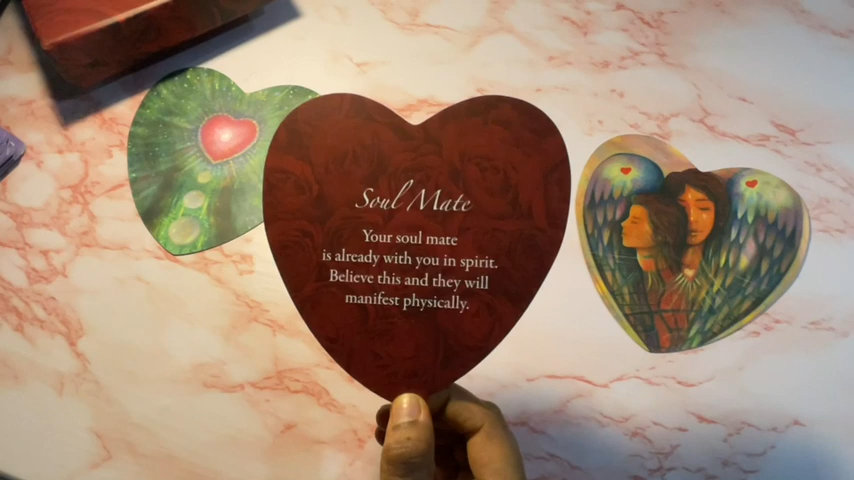 Soul Mate
Your soul mate
is already with you in spirit.
Believe this and they will
manifest physically.